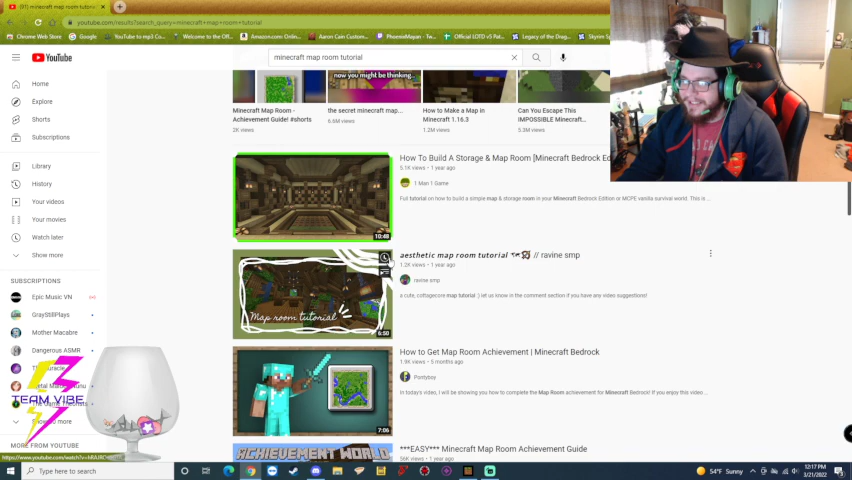 (97) minecraft map room tutorial
youtube.com/results?search_query=minecraft+map+room+tutorial
Chrome Web Store
Google
YouTube to mp3 Co...
Welcome to the Off...
Amazon.com: Online...
Aaron Cain Custom...
PhoenixMapan - Twi...
Official LOTD v5 Pat...
Legacy of the Drag...
Skyrim Sp
YouTube
minecraft map room tutorial
Home
Explore
Shorts
Subscriptions
Library
History
Your videos
Your movies
Watch later
Show more
SUBSCRIPTIONS
Epic Music VN
GrayStillPlays
Mother Macabre
Dangerous ASMR
MORE FROM YOUTUBE
TEAM VIBE
now you might be thinking...
Minecraft Map Room -
Achievement Guide! #shorts
2K views
the secret minecraft map...
6.6M views
How to Make a Map in
Minecraft 1.16.3
1.2M views
Can You Escape This
IMPOSSIBLE Minecraft...
5.3M views
10:48
How To Build A Storage & Map Room [Minecraft Bedrock Ed
5.1K views • 1 year ago
1 Man 1 Game
Full tutorial on how to build a simple map & storage room in your Minecraft Bedrock Edition or MCPE vanilla survival world. This is ...
Map room tutorial
6:50
aesthetic map room tutorial // ravine smp
1.2K views • 1 year ago
ravine smp
a cute, cottagecore map tutorial :) let us know in the comment section if you have any video suggestions!
7:06
How to Get Map Room Achievement | Minecraft Bedrock
1.9K views • 5 months ago
Pontyboy
In today's video, I will be showing you how to complete the Map Room achievement for Minecraft Bedrock! If you enjoy this video ...
ACHIEVEMENT WORLD
***EASY*** Minecraft Map Room Achievement Guide
56K views • 1 year ago
Type here to search
54°F Sunny
12:17 PM
3/21/2022